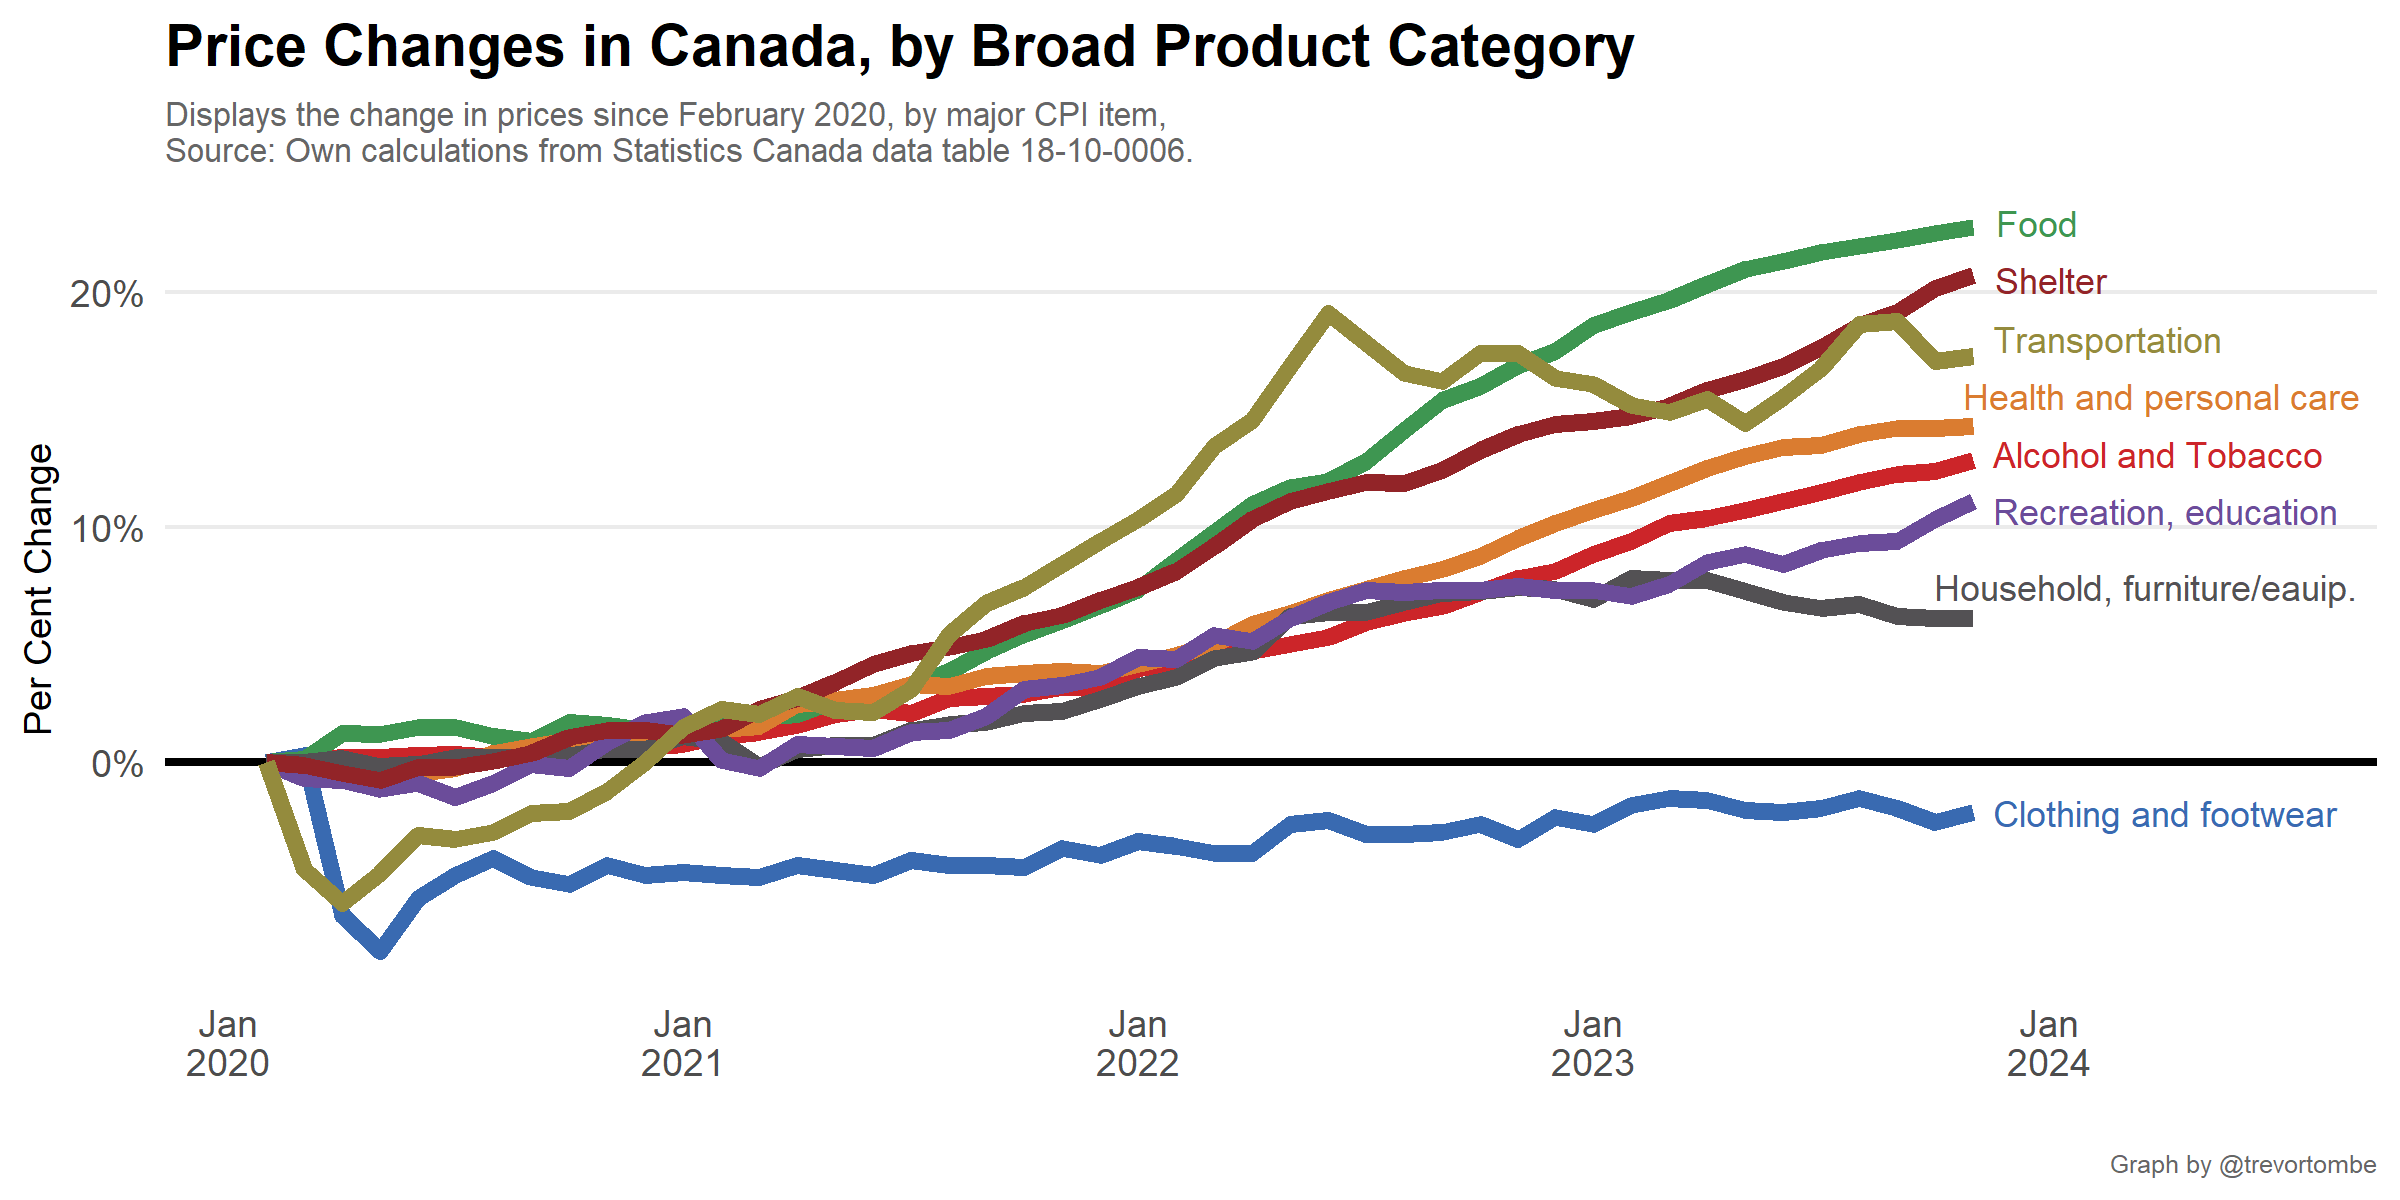 Price Changes in Canada, by Broad Product Category
Displays the change in prices since February 2020, by major CPI item,
Source: Own calculations from Statistics Canada data table 18-10-0006.
Per Cent Change
20%
10%
0%
Food
Shelter
Transportation
Health and personal care
Alcohol and Tobacco
Recreation, education
Household, furniture/eauip.
Clothing and footwear
Jan
2020
Jan
2021
Jan
2022
Jan
2023
Jan
2024
Graph by @trevortombe